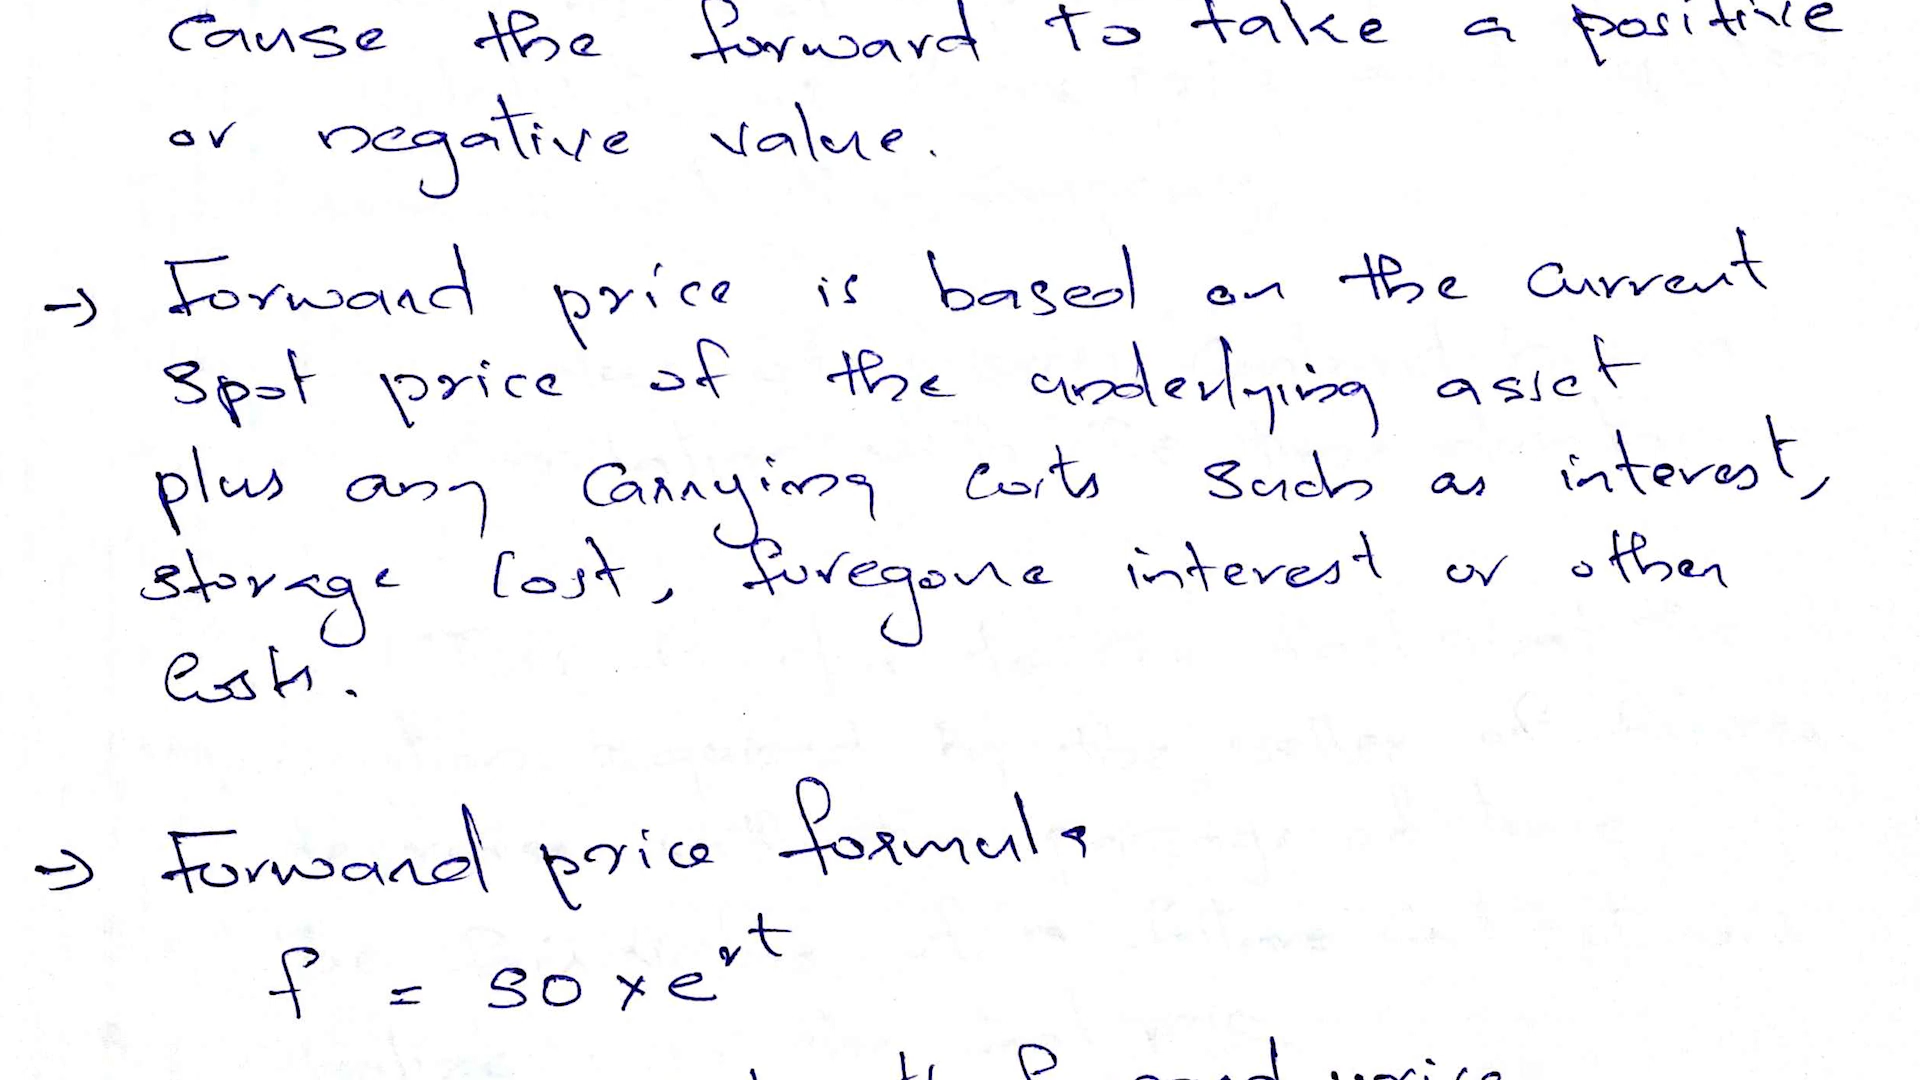 cause the forward to take a positive
or negative value.
→ Forward price is based on the current
spot price of the underlying asset
plus any carrying costs such as interest,
storage cost, foregone interest or other
costs.
→ Forward price formula
f = S0 × e^rt
price